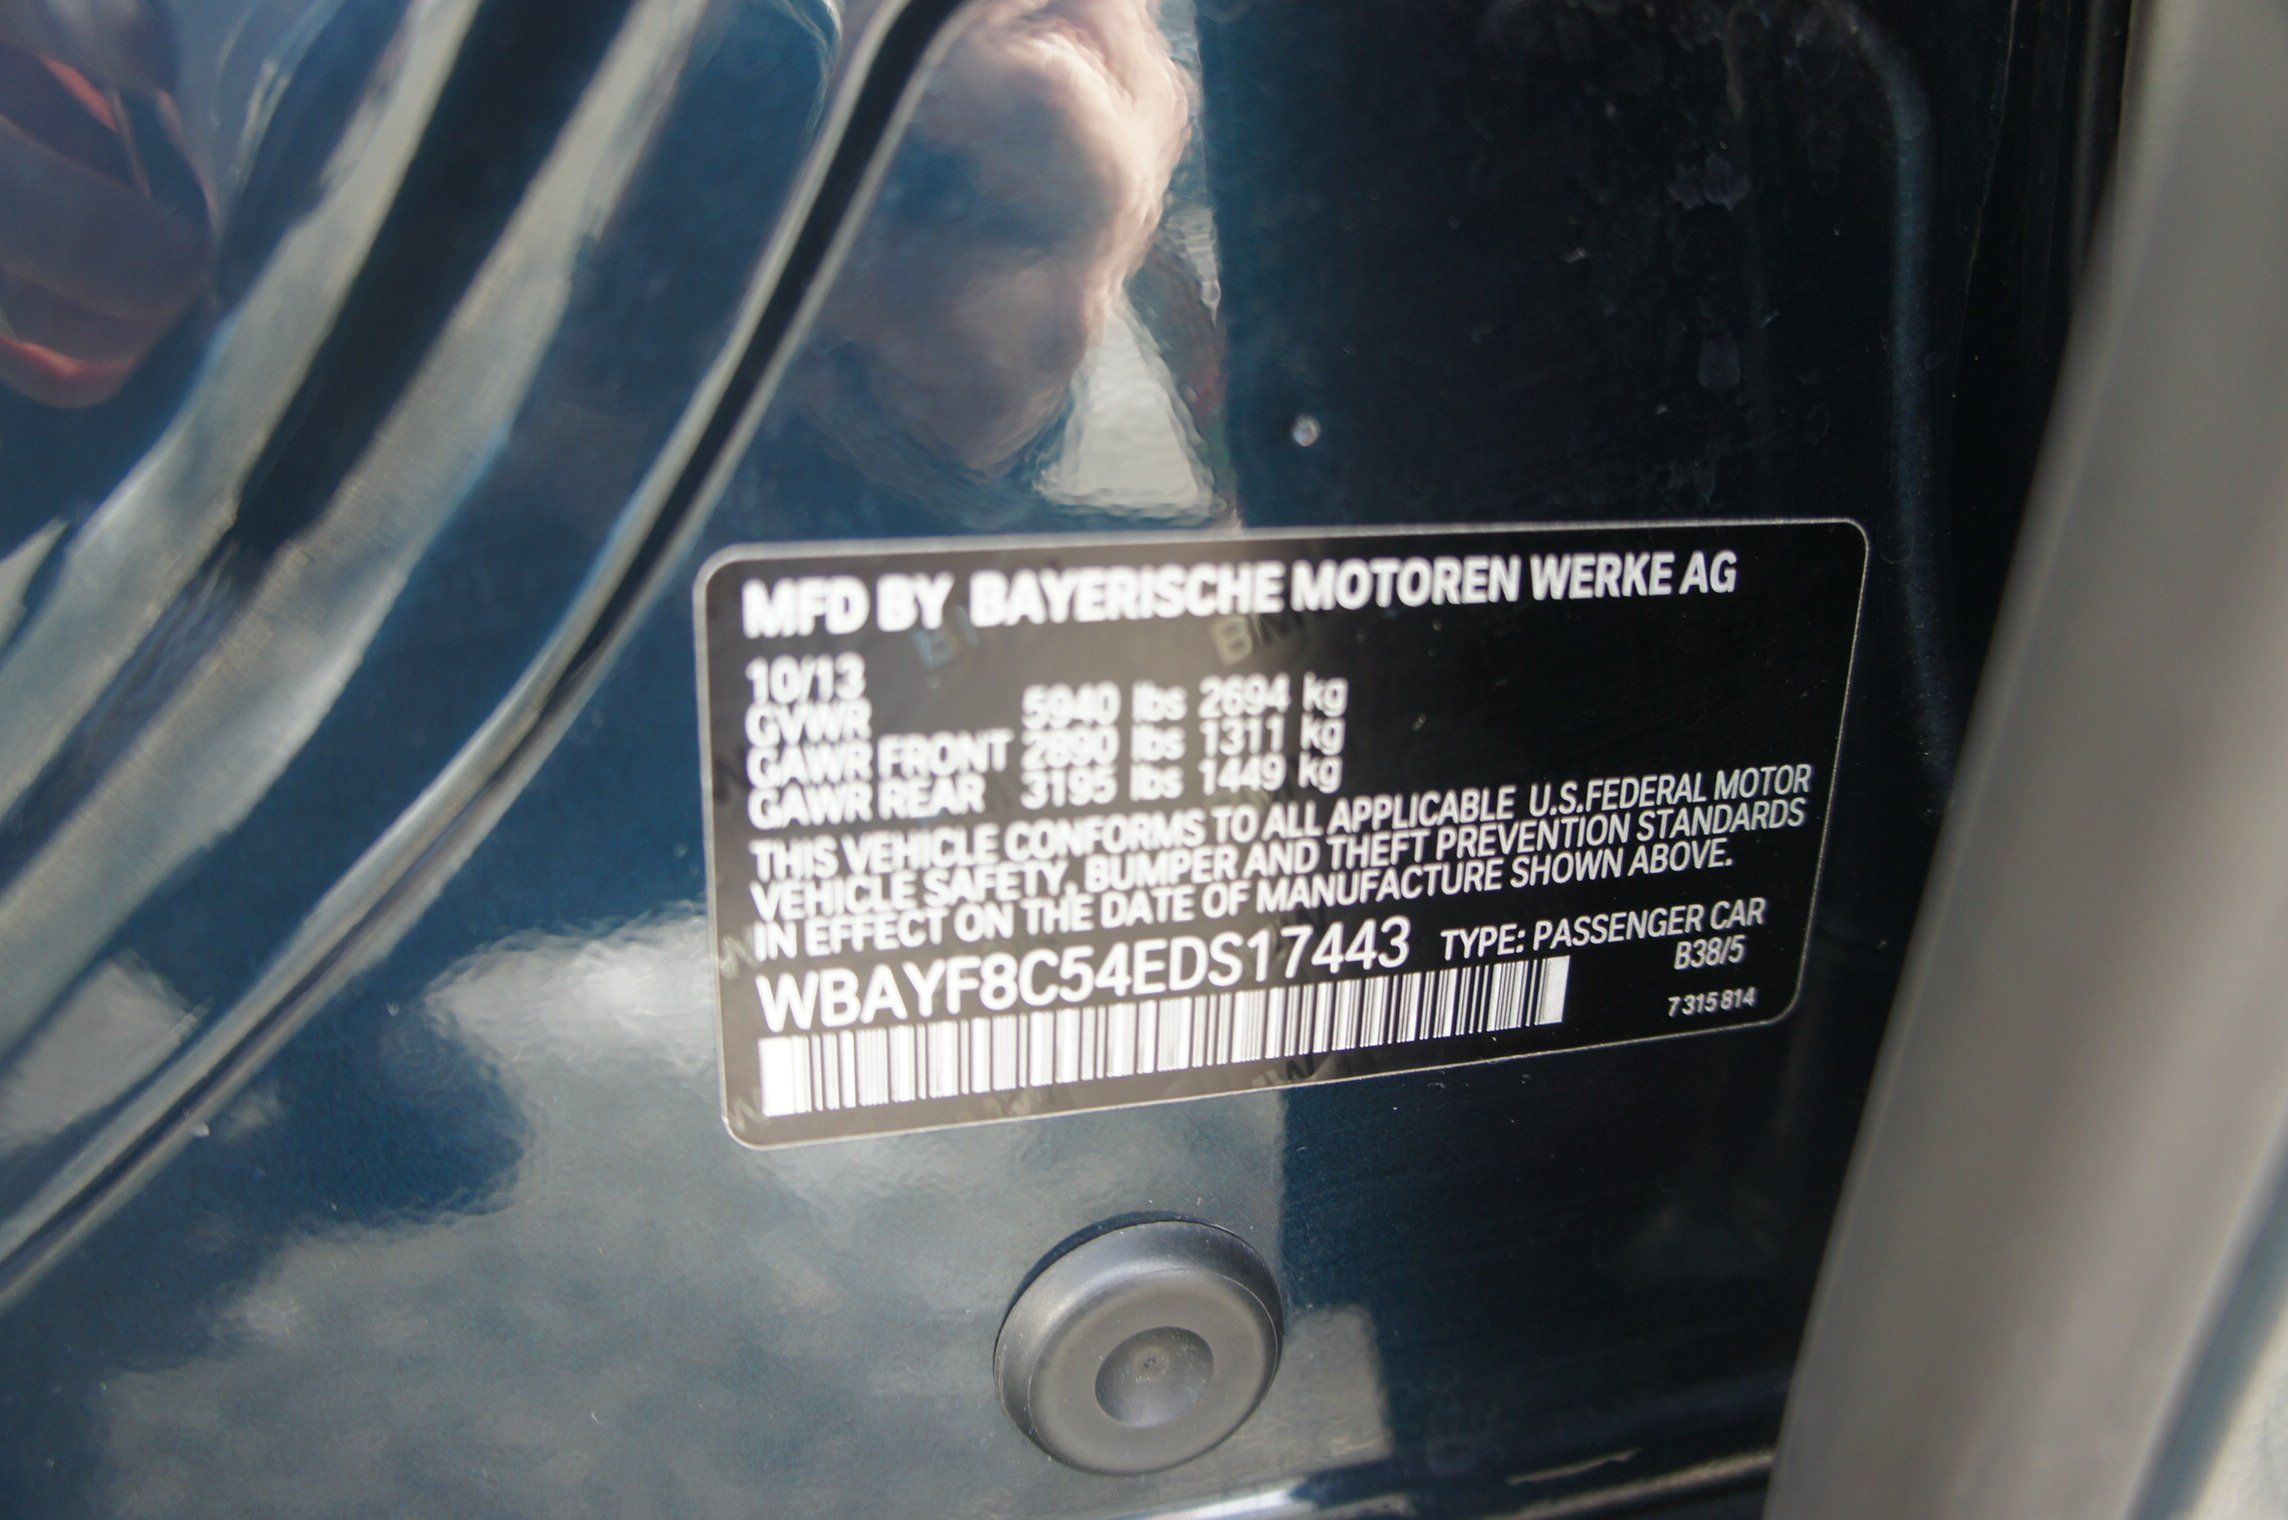 MFD BY BAYERISCHE MOTOREN WERKE AG
10/13
GVWR 5940 lbs 2694 kg
GAWR FRONT 2890 lbs 1311 kg
GAWR REAR 3195 lbs 1449 kg
THIS VEHICLE CONFORMS TO ALL APPLICABLE U.S.FEDERAL MOTOR
VEHICLE SAFETY, BUMPER AND THEFT PREVENTION STANDARDS
IN EFFECT ON THE DATE OF MANUFACTURE SHOWN ABOVE.
WBAYF8C54EDS17443 TYPE: PASSENGER CAR
B38/5
7 315 814